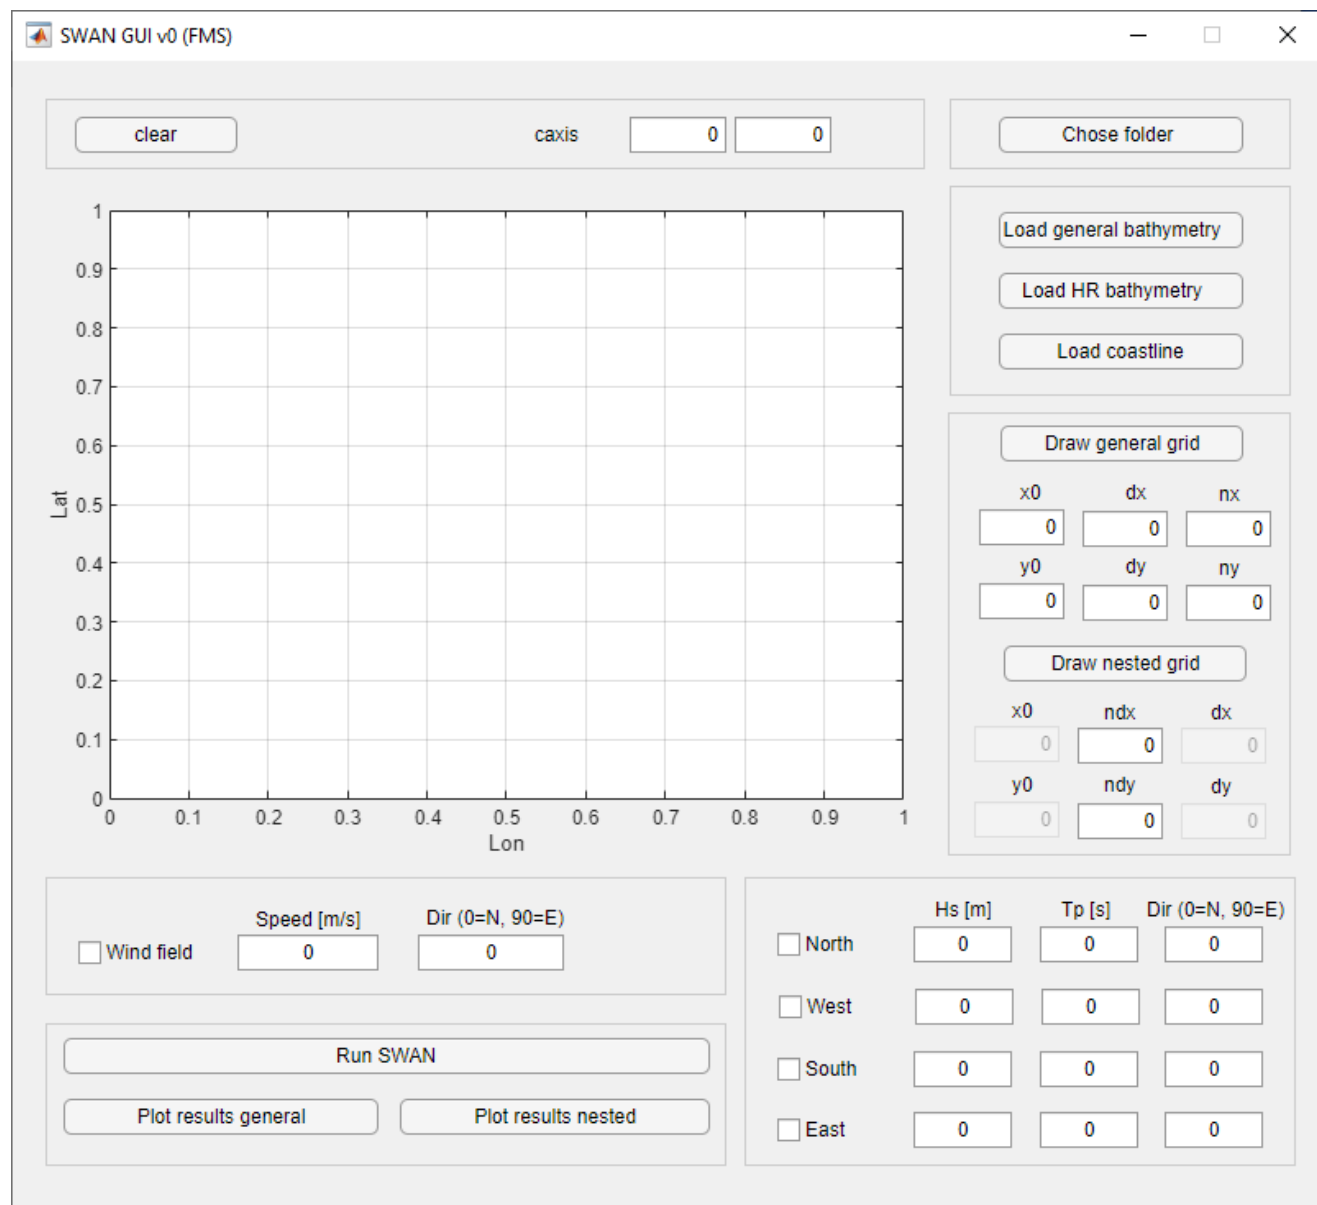 SWAN GUI v0 (FMS)
clear caxis 0 0 Chose folder
Load general bathymetry
Load HR bathymetry
Load coastline
Draw general grid
x0 dx nx
0 0 0
y0 dy ny
0 0 0
Draw nested grid
x0 ndx dx
0 0 0
y0 ndy dy
0 0 0
1
0.9
0.8
0.7
0.6
0.5
0.4
0.3
0.2
0.1
0
Lat
0 0.1 0.2 0.3 0.4 0.5 0.6 0.7 0.8 0.9 1
Lon
Speed [m/s] Dir (0=N, 90=E)
Wind field 0 0
Run SWAN
Plot results general Plot results nested
Hs [m] Tp [s] Dir (0=N, 90=E)
North 0 0 0
West 0 0 0
South 0 0 0
East 0 0 0